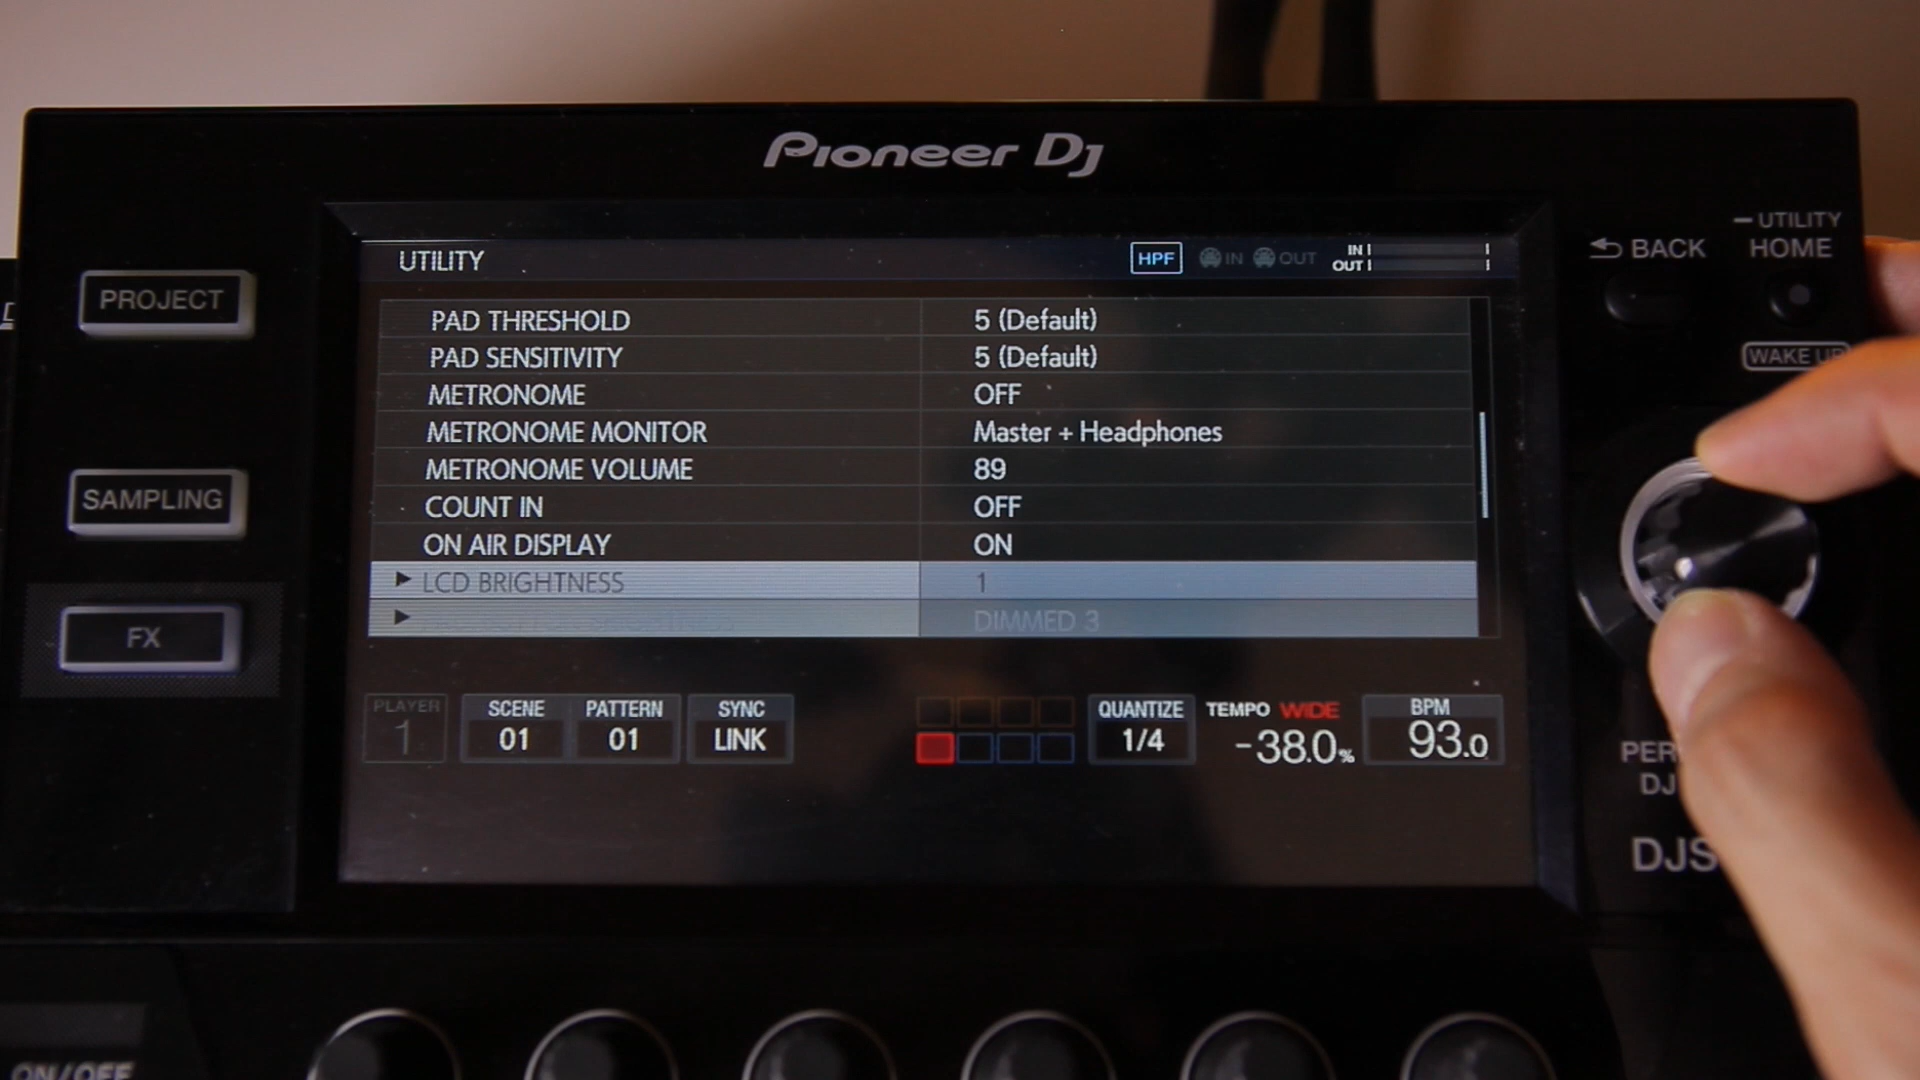 Pioneer DJ
UTILITY
HOME
BACK
WAKE UP
PROJECT
SAMPLING
FX
UTILITY
HPF
IN
OUT
IN
OUT
PAD THRESHOLD 5 (Default)
PAD SENSITIVITY 5 (Default)
METRONOME OFF
METRONOME MONITOR Master + Headphones
METRONOME VOLUME 89
COUNT IN OFF
ON AIR DISPLAY ON
LCD BRIGHTNESS 1
DIMMED 3
PLAYER
1
SCENE
01
PATTERN
01
SYNC
LINK
QUANTIZE
1/4
TEMPO WIDE
-38.0%
BPM
93.0
DJS
ON/OFF